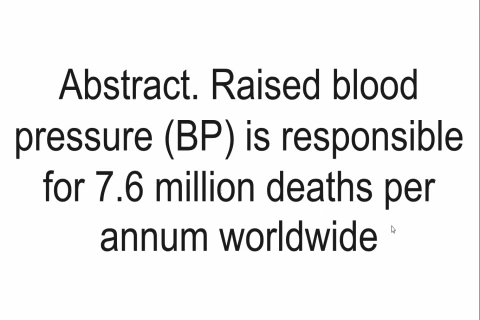 Abstract. Raised blood
pressure (BP) is responsible
for 7.6 million deaths per
annum worldwide